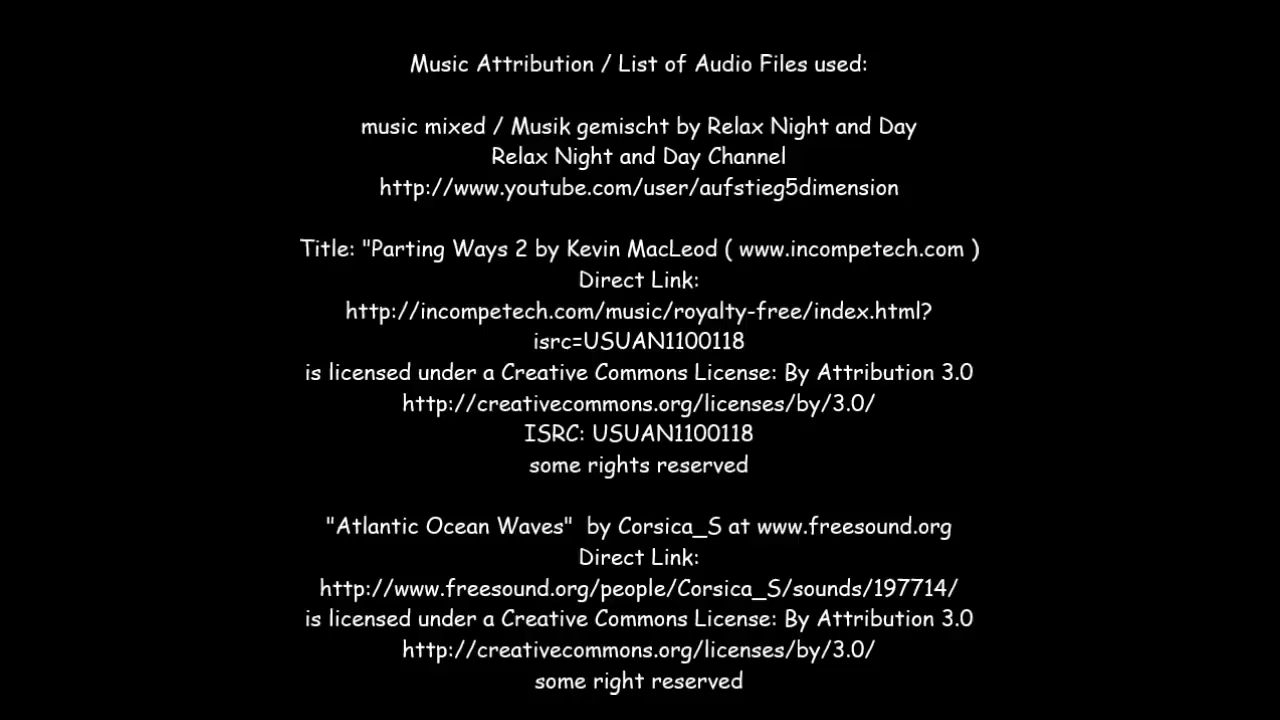 Music Attribution / List of Audio Files used:
music mixed / Musik gemischt by Relax Night and Day
Relax Night and Day Channel
http://www.youtube.com/user/aufstieg5dimension
Title: "Parting Ways 2 by Kevin MacLeod ( www.incompetech.com )
Direct Link:
http://incompetech.com/music/royalty-free/index.html?
isrc=USUAN1100118
is licensed under a Creative Commons License: By Attribution 3.0
http://creativecommons.org/licenses/by/3.0/
ISRC: USUAN1100118
some rights reserved
"Atlantic Ocean Waves"  by Corsica_S at www.freesound.org
Direct Link:
http://www.freesound.org/people/Corsica_S/sounds/197714/
is licensed under a Creative Commons License: By Attribution 3.0
http://creativecommons.org/licenses/by/3.0/
some right reserved